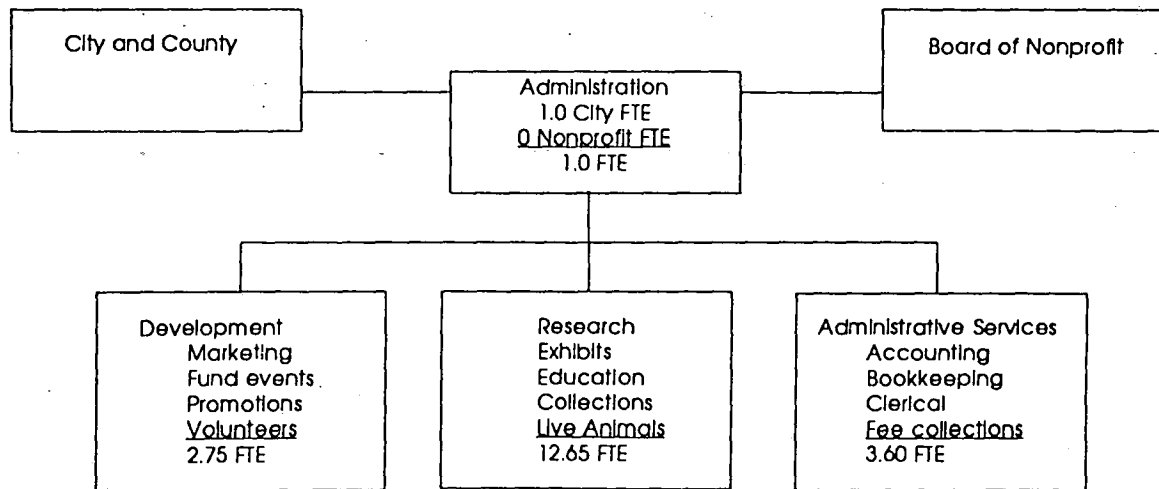 City and County
Board of Nonprofit
Administration
1.0 City FTE
0 Nonprofit FTE
1.0 FTE
Development
Marketing
Fund events
Promotions
Volunteers
2.75 FTE
Research
Exhibits
Education
Collections
Live Animals
12.65 FTE
Administrative Services
Accounting
Bookkeeping
Clerical
Fee collections
3.60 FTE